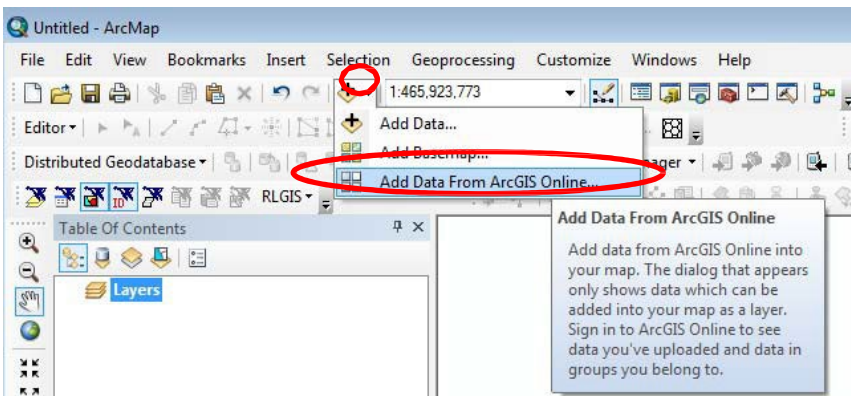 Untitled - ArcMap
File Edit View Bookmarks Insert Selection Geoprocessing Customize Windows Help
1:465,923,773
Editor
Add Data...
Distributed Geodatabase
Add Basemap...
ager
ID
RLGIS
Add Data From ArcGIS Online...
Table Of Contents
Layers
Add Data From ArcGIS Online
Add data from ArcGIS Online into
your map. The dialog that appears
only shows data which can be
added into your map as a layer.
Sign in to ArcGIS Online to see
data you've uploaded and data in
groups you belong to.